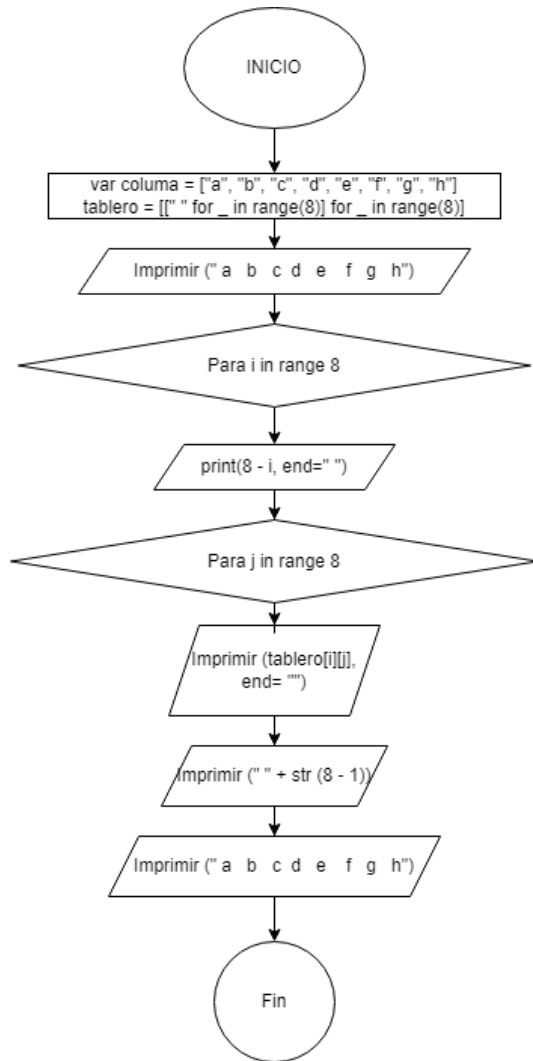 INICIO
var columa = ["a", "b", "c", "d", "e", "f", "g", "h"]
tablero = [[" " for _ in range(8)] for _ in range(8)]
Imprimir (" a b c d e f g h")
Para i in range 8
print(8 - i, end=" ")
Para j in range 8
Imprimir (tablero[i][j],
end= "")
Imprimir (" " + str (8 - 1))
Imprimir (" a b c d e f g h")
Fin